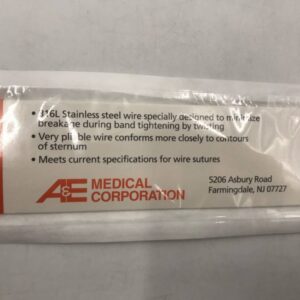 • 316L Stainless steel wire specially designed to minimize
breakage during band tightening by twisting
• Very pliable wire conforms more closely to contours
of sternum
• Meets current specifications for wire sutures
A&E MEDICAL
CORPORATION
5206 Asbury Road
Farmingdale, NJ 07727